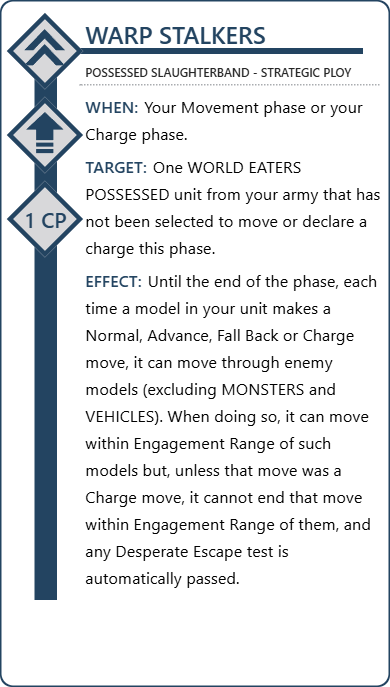 WARP STALKERS
POSSESSED SLAUGHTERBAND - STRATEGIC PLOY
WHEN: Your Movement phase or your
Charge phase.
TARGET: One WORLD EATERS
POSSESSED unit from your army that has
not been selected to move or declare a
charge this phase.
1 CP
EFFECT: Until the end of the phase, each
time a model in your unit makes a
Normal, Advance, Fall Back or Charge
move, it can move through enemy
models (excluding MONSTERS and
VEHICLES). When doing so, it can move
within Engagement Range of such
models but, unless that move was a
Charge move, it cannot end that move
within Engagement Range of them, and
any Desperate Escape test is
automatically passed.